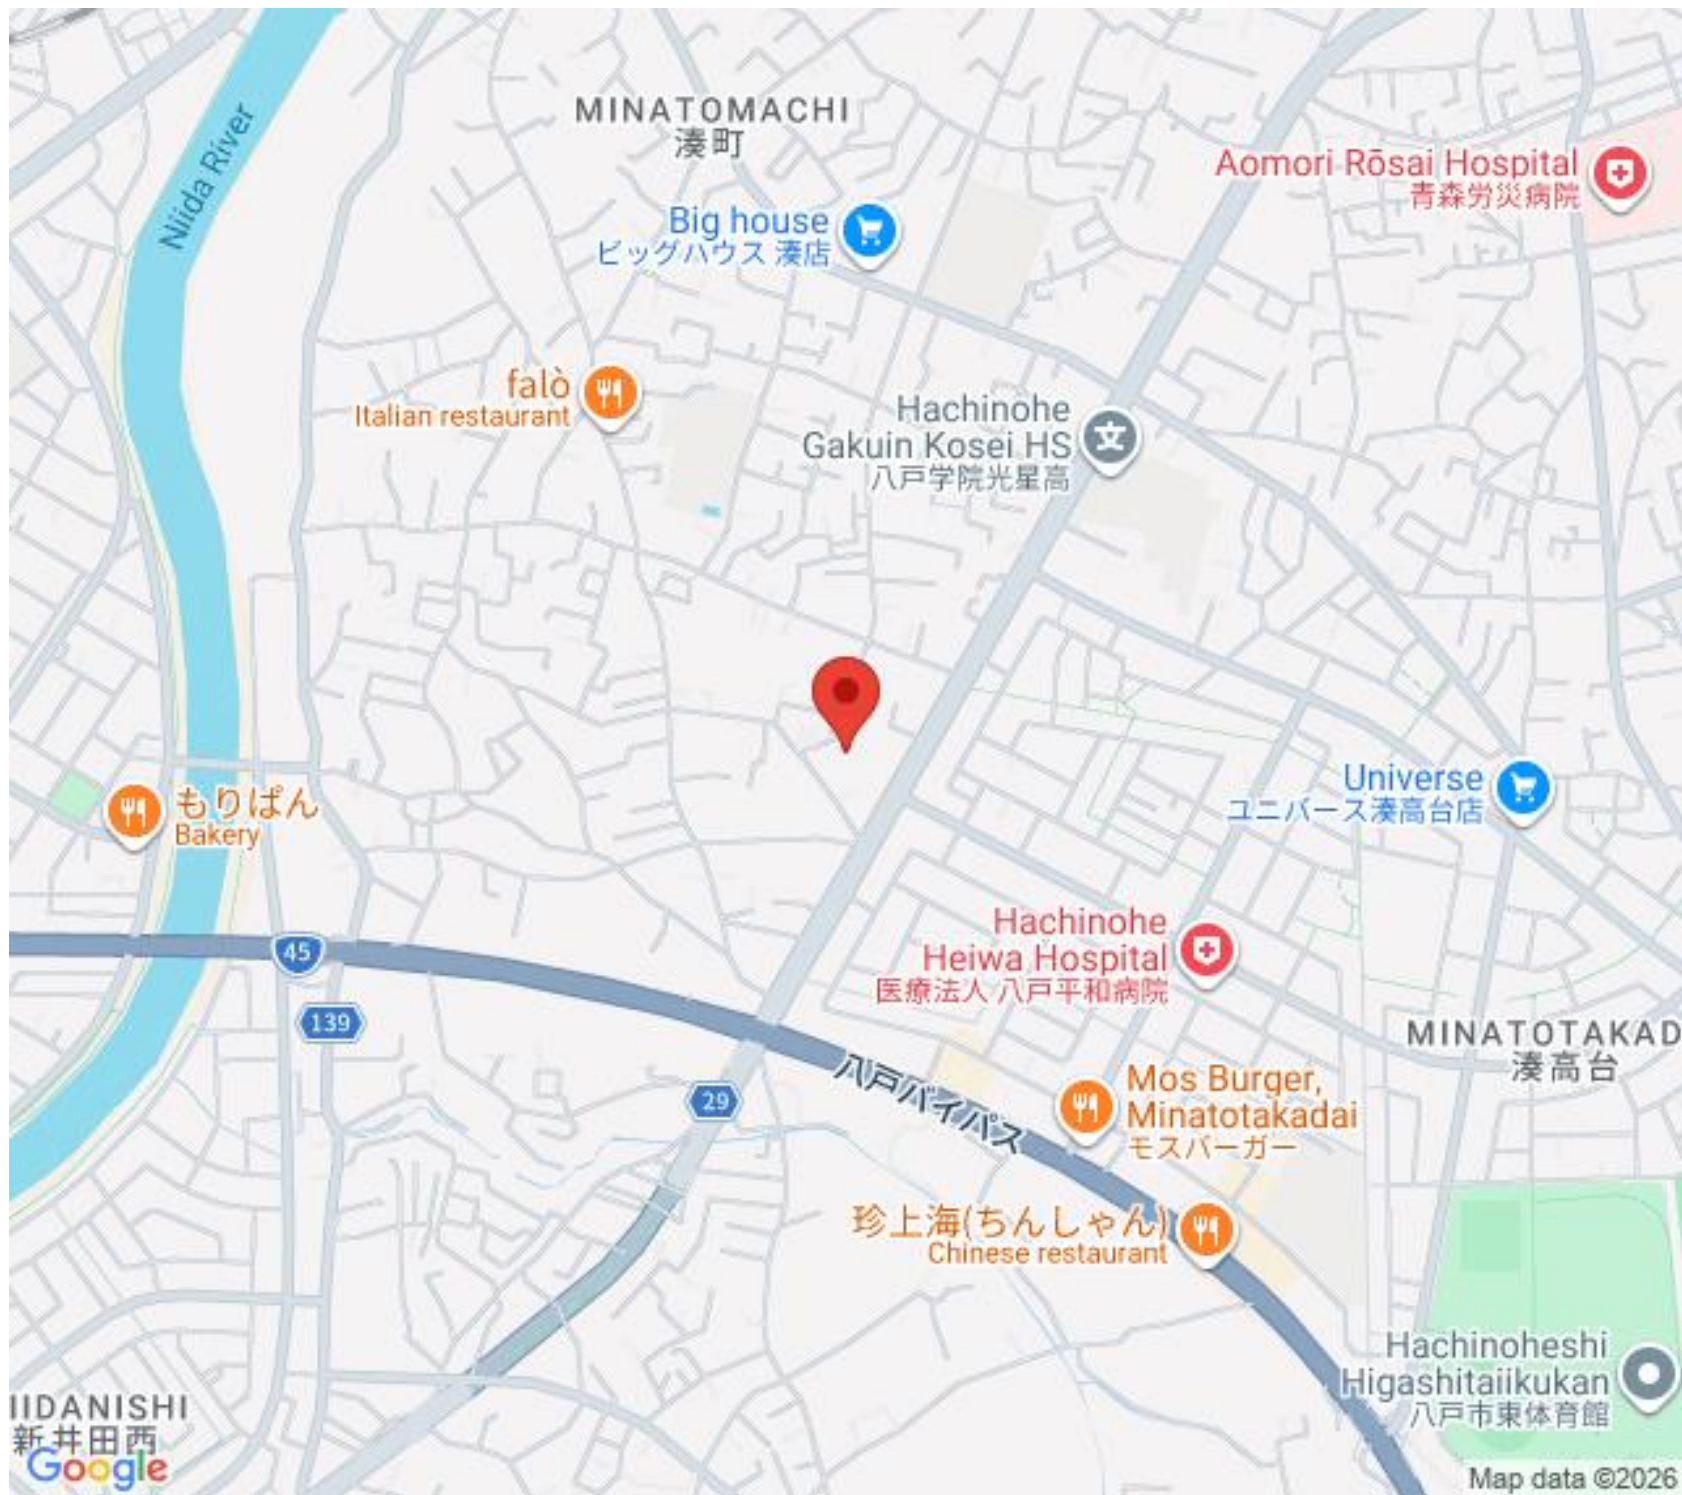 MINATOMACHI
湊町
Niida River
Aomori Rōsai Hospital
青森労災病院
Big house
ビッグハウス 湊店
falò
Italian restaurant
Hachinohe
Gakuin Kosei HS
八戸学院光星高
Universe
ユニバース湊高台店
もりぱん
Bakery
Hachinohe
Heiwa Hospital
医療法人 八戸平和病院
45
139
MINATOTAKAD
湊高台
八戸バイパス
Mos Burger,
Minatotakadai
モスバーガー
29
珍上海(ちんしゃん)
Chinese restaurant
Hachinoheshi
Higashitaiikukan
八戸市東体育館
IIDANISHI
新井田西
Google
Map data ©2026